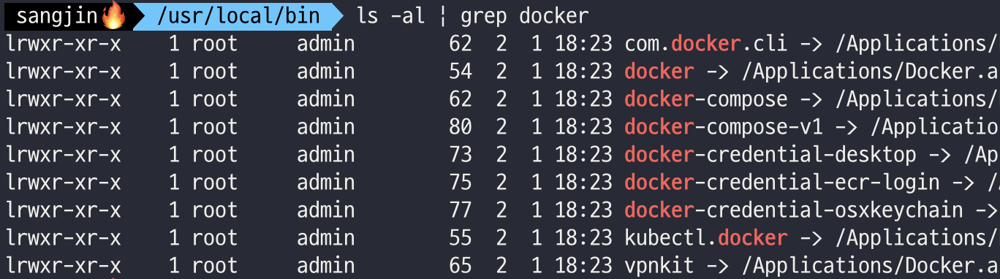 sangjin🔥 /usr/local/bin ls -al | grep docker
lrwxr-xr-x 1 root admin 62 2 1 18:23 com.docker.cli -> /Applications/
lrwxr-xr-x 1 root admin 54 2 1 18:23 docker -> /Applications/Docker.a
lrwxr-xr-x 1 root admin 62 2 1 18:23 docker-compose -> /Applications/
lrwxr-xr-x 1 root admin 80 2 1 18:23 docker-compose-v1 -> /Applicatio
lrwxr-xr-x 1 root admin 73 2 1 18:23 docker-credential-desktop -> /Ap
lrwxr-xr-x 1 root admin 75 2 1 18:23 docker-credential-ecr-login -> /
lrwxr-xr-x 1 root admin 77 2 1 18:23 docker-credential-osxkeychain ->
lrwxr-xr-x 1 root admin 55 2 1 18:23 kubectl.docker -> /Applications/
lrwxr-xr-x 1 root admin 65 2 1 18:23 vpnkit -> /Applications/Docker.a